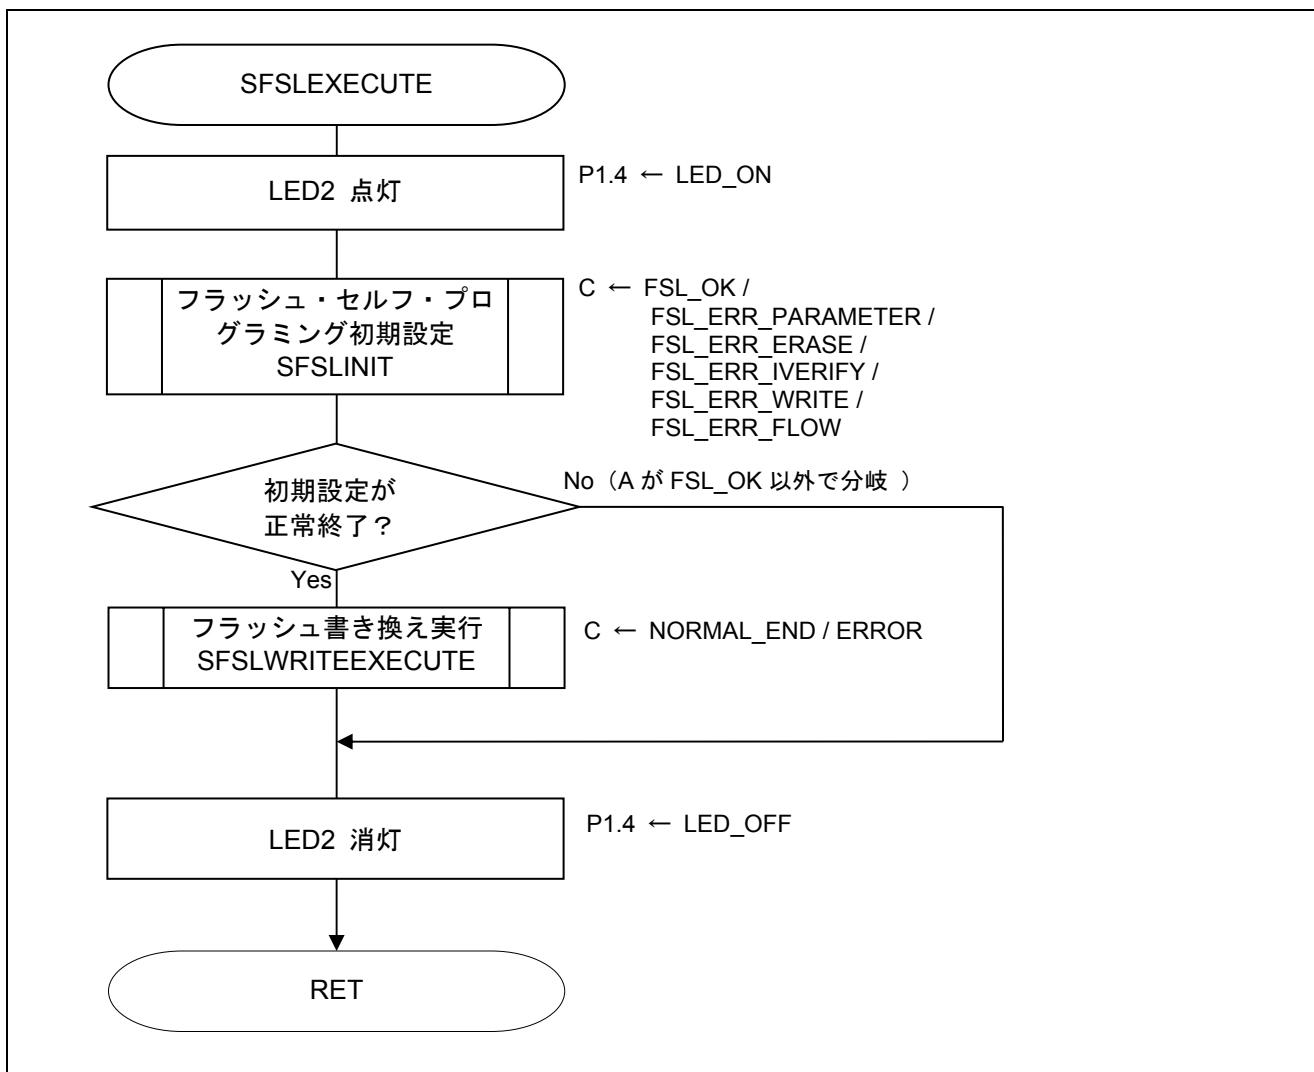 SFSLEXECUTE
LED2 点灯
P1.4 ← LED_ON
フラッシュ・セルフ・プロ
グラミング初期設定
SFSLINIT
C ← FSL_OK /
FSL_ERR_PARAMETER /
FSL_ERR_ERASE /
FSL_ERR_IVERIFY /
FSL_ERR_WRITE /
FSL_ERR_FLOW
初期設定が
正常終了？
No（A が FSL_OK 以外で分岐 ）
Yes
フラッシュ書き換え実行
SFSLWRITEEXECUTE
C ← NORMAL_END / ERROR
LED2 消灯
P1.4 ← LED_OFF
RET